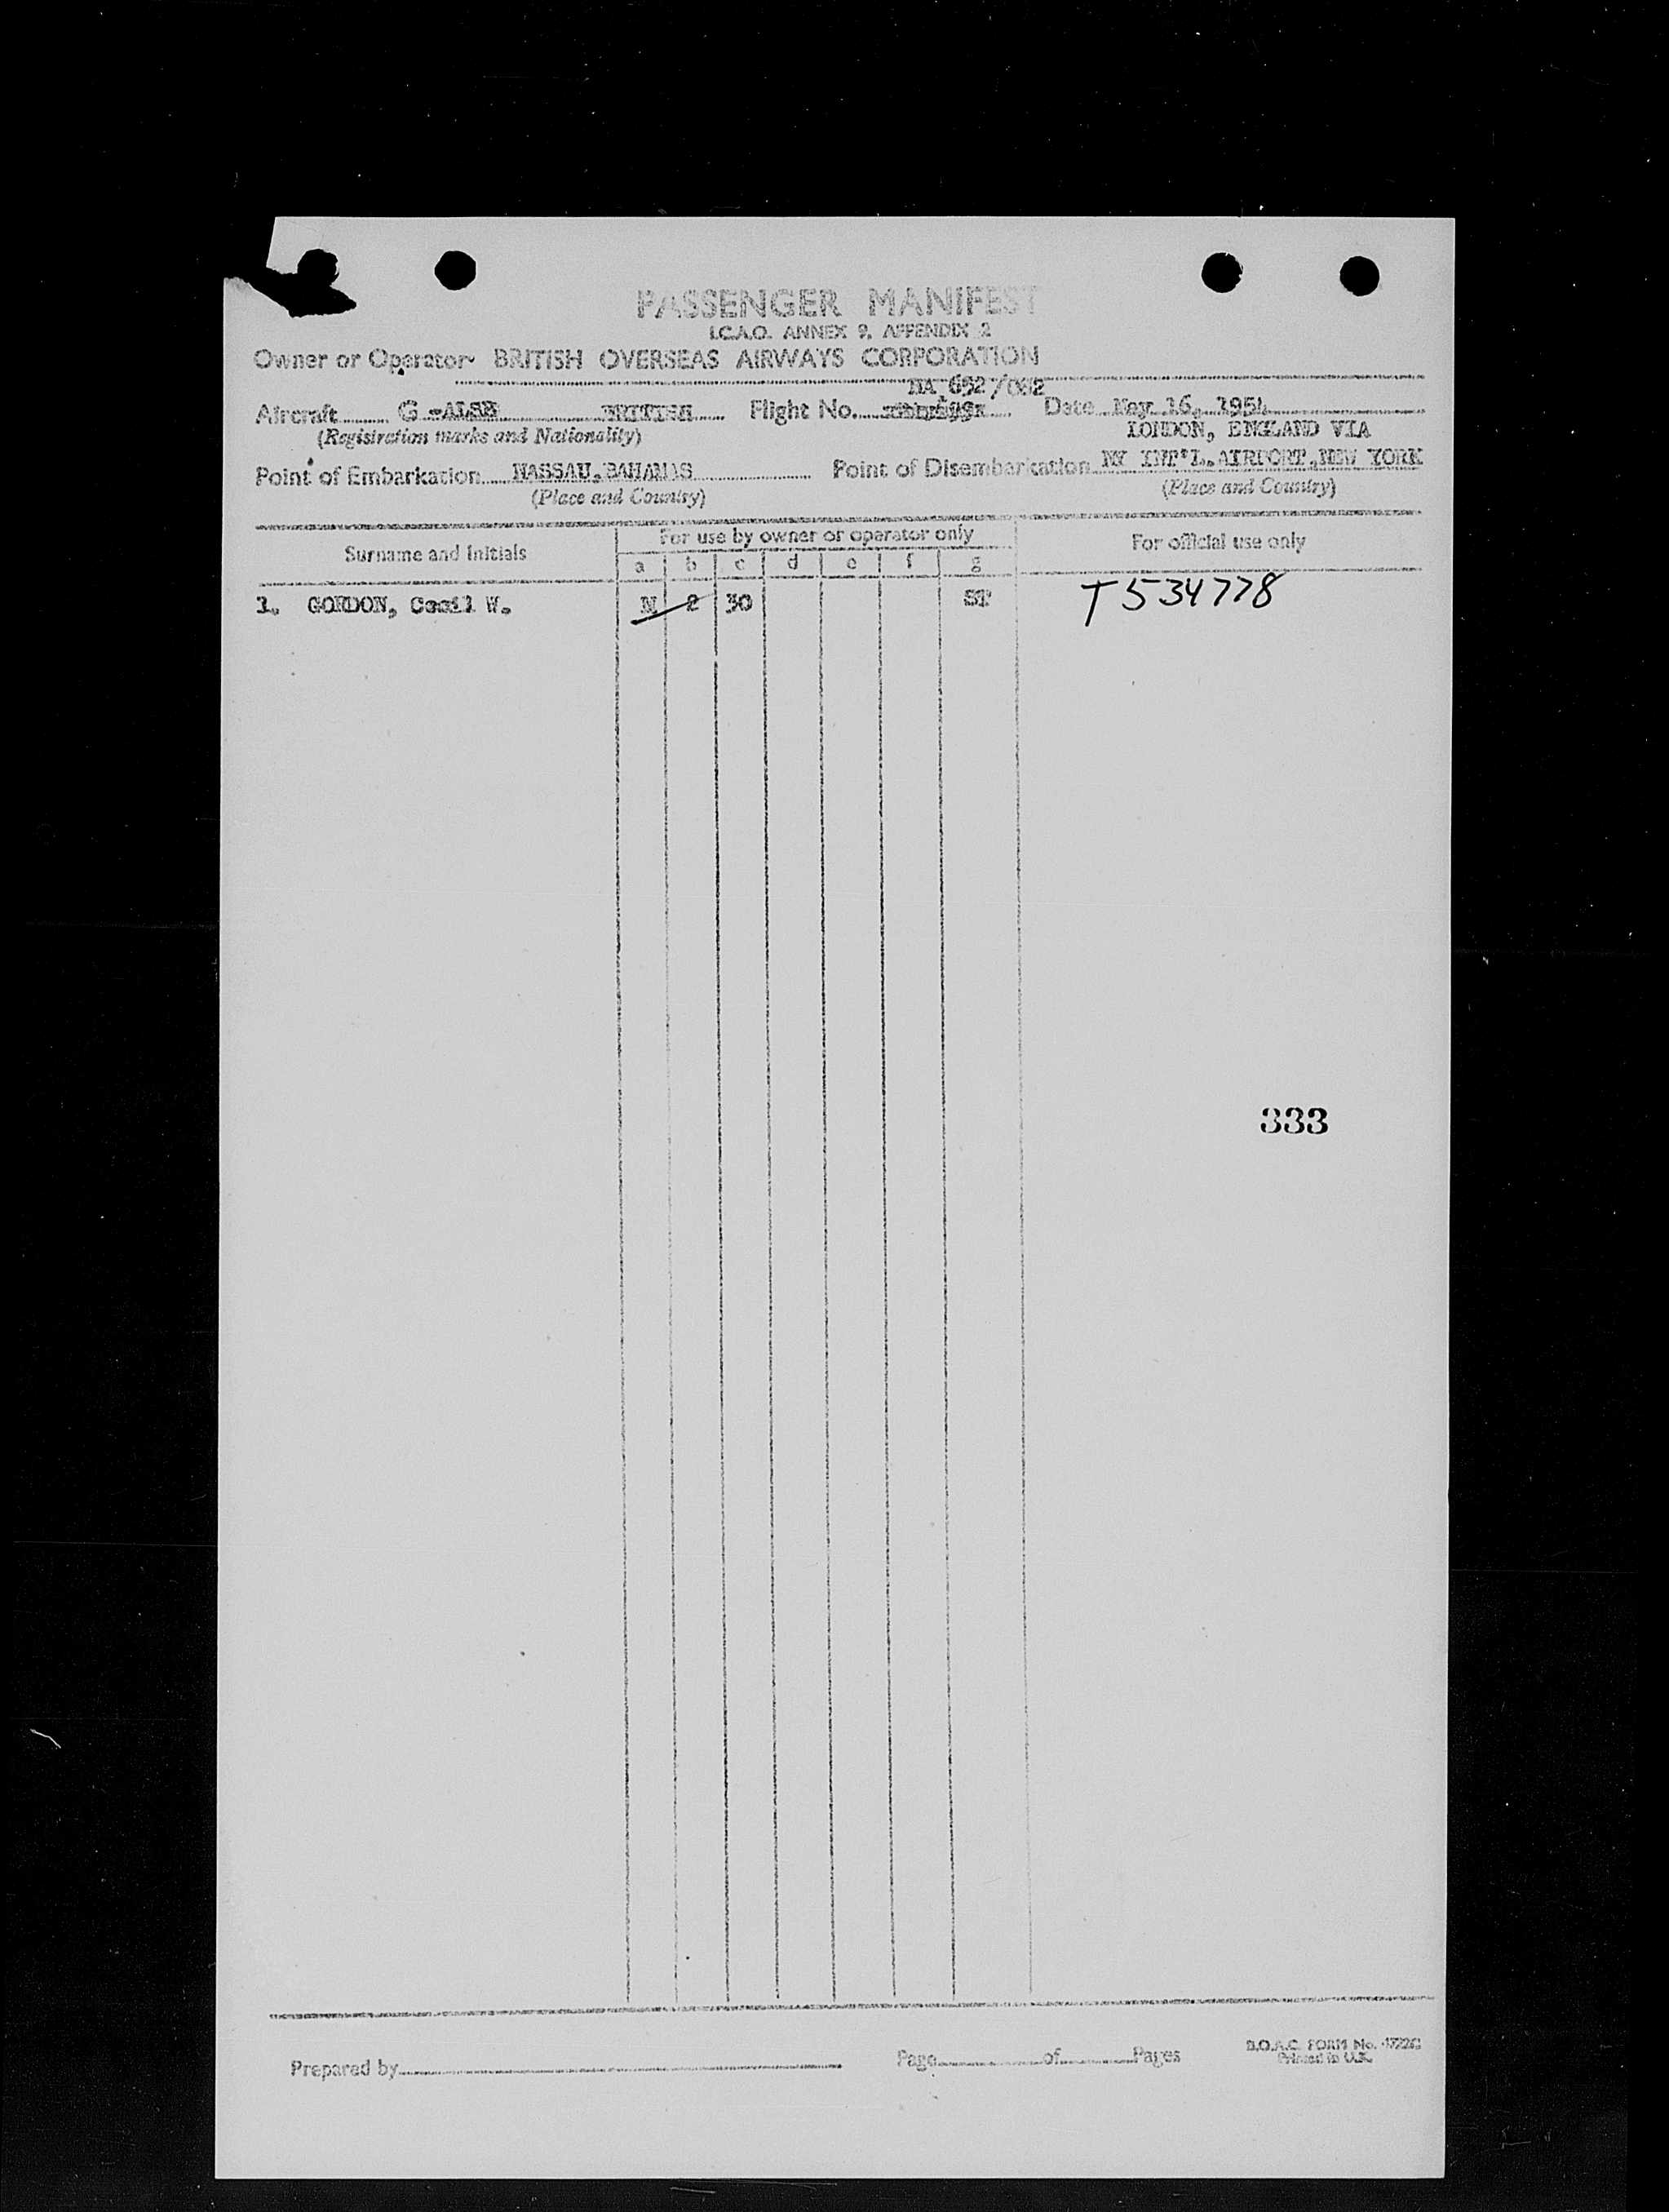 PASSENGER MANIFEST
I.C.A.O. ANNEX 9, APPENDIX 2
Owner or Operator BRITISH OVERSEAS AIRWAYS CORPORATION
BA 652/
Aircraft G BRITISH Flight No. Date May 16, 1954
(Registration marks and Nationality)
LONDON, ENGLAND VIA
Point of Embarkation NASSAU, BAHAMAS Point of Disembarkation NY INT'L. AIRPORT, NEW YORK
(Place and Country) (Place and Country)
Surname and Initials For use by owner or operator only For official use only
a b c d e f g
1. GORDON, Cecil W. N 2 30 ST T534778
333
Prepared by Page of Pages
B.O.A.C. FORM No.
Printed in U.K.